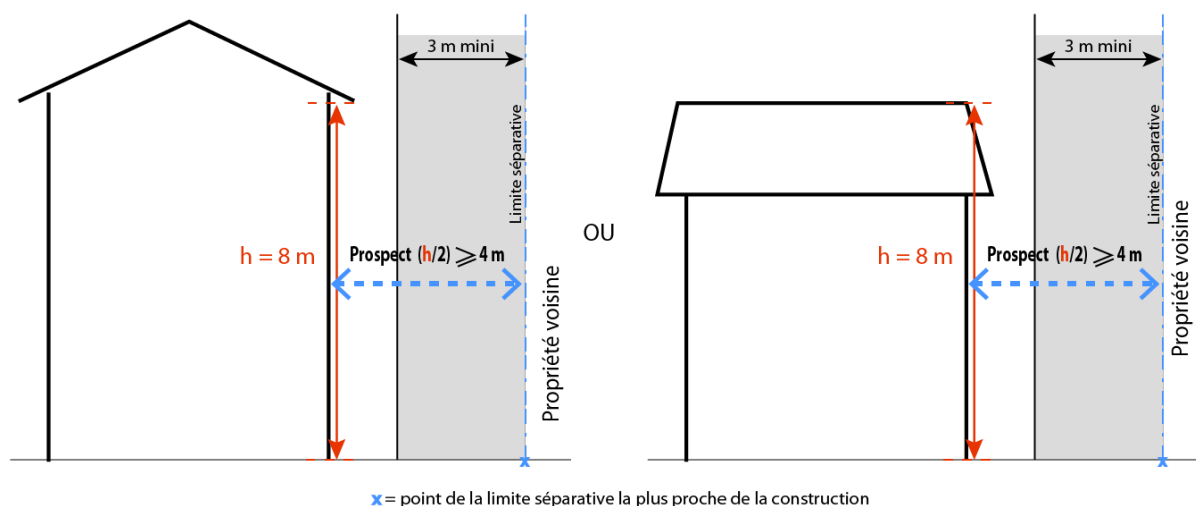 3 m mini
Limite séparative
h = 8 m
Prospect (h/2) ⩾ 4 m
Propriété voisine
OU
3 m mini
Limite séparative
h = 8 m
Prospect (h/2) ⩾ 4 m
Propriété voisine
x = point de la limite séparative la plus proche de la construction